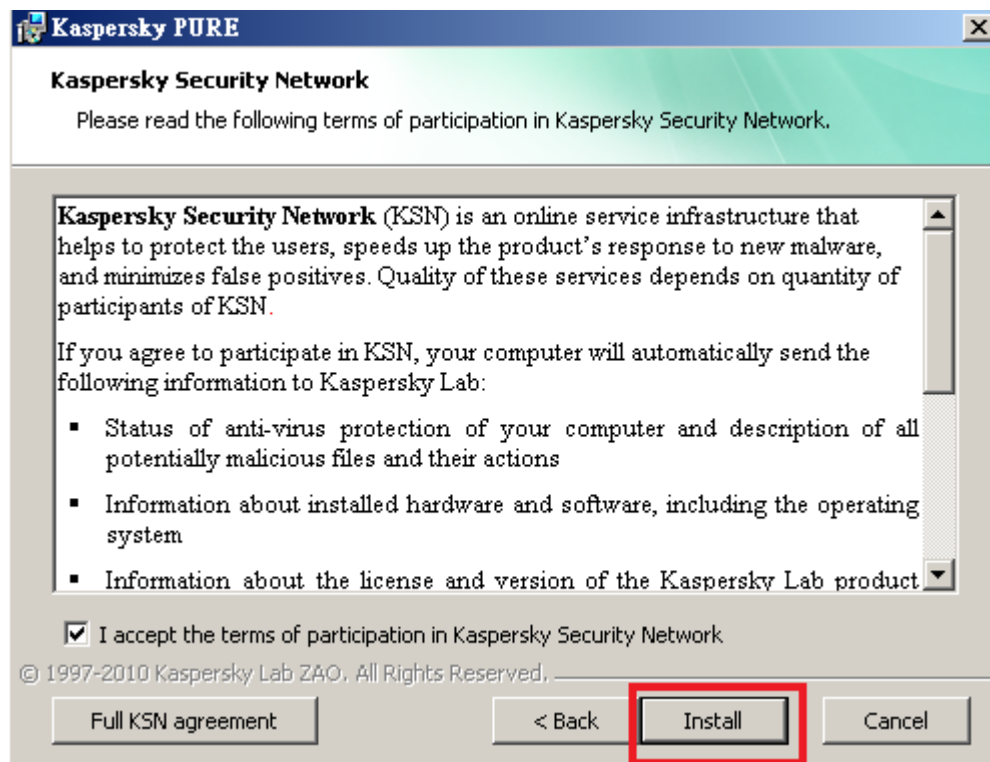 Kaspersky PURE
Kaspersky Security Network
Please read the following terms of participation in Kaspersky Security Network.
Kaspersky Security Network (KSN) is an online service infrastructure that
helps to protect the users, speeds up the product's response to new malware,
and minimizes false positives. Quality of these services depends on quantity of
participants of KSN.
If you agree to participate in KSN, your computer will automatically send the
following information to Kaspersky Lab:
▪ Status of anti-virus protection of your computer and description of all
potentially malicious files and their actions
▪ Information about installed hardware and software, including the operating
system
▪ Information about the license and version of the Kaspersky Lab product
I accept the terms of participation in Kaspersky Security Network
© 1997-2010 Kaspersky Lab ZAO. All Rights Reserved.
Full KSN agreement < Back Install Cancel